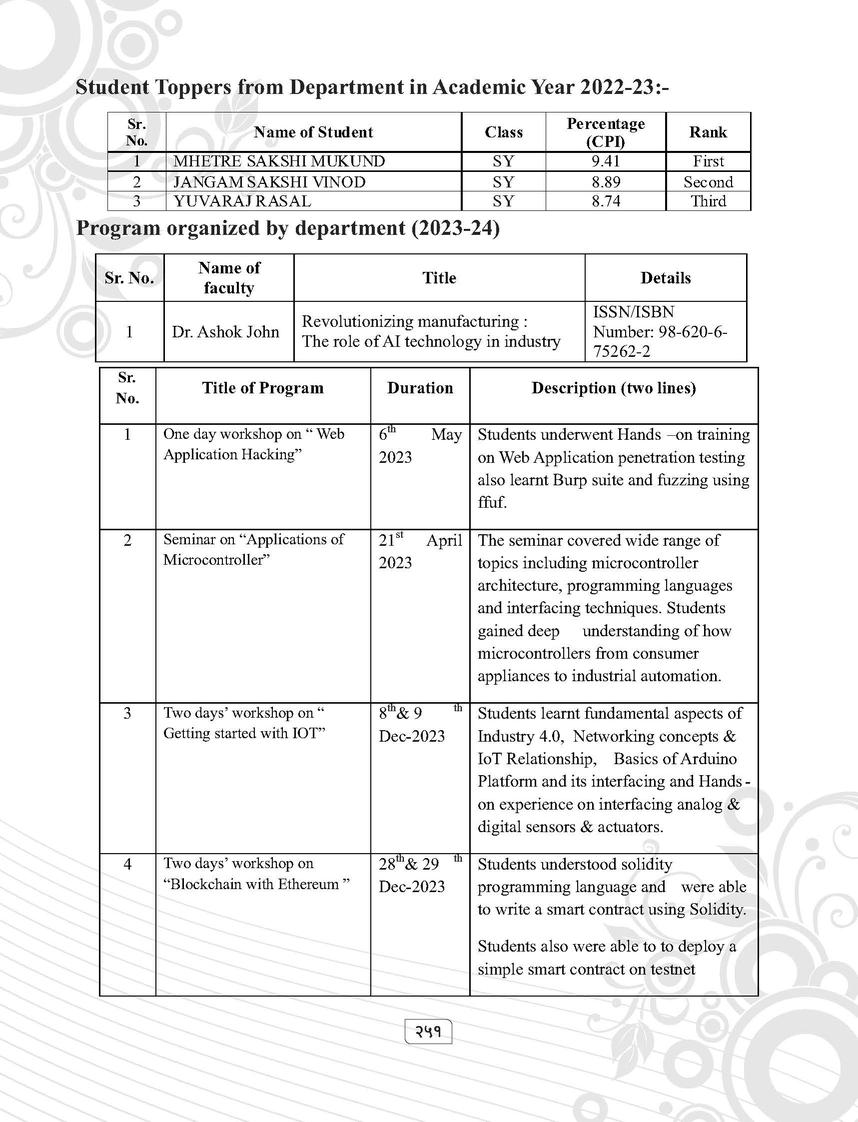 Student Toppers from Department in Academic Year 2022-23:-
Sr. No. Name of Student Class Percentage (CPI) Rank
1 MHETRE SAKSHI MUKUND SY 9.41 First
2 JANGAM SAKSHI VINOD SY 8.89 Second
3 YUVARAJ RASAL SY 8.74 Third
Program organized by department (2023-24)
Sr. No. Name of faculty Title Details
1 Dr. Ashok John
Revolutionizing manufacturing :
The role of AI technology in industry
ISSN/ISBN
Number: 98-620-6-
75262-2
Sr. No. Title of Program Duration Description (two lines)
1
One day workshop on “ Web
Application Hacking”
6th May
2023
Students underwent Hands –on training
on Web Application penetration testing
also learnt Burp suite and fuzzing using
ffuf.
2
Seminar on “Applications of
Microcontroller”
21st April
2023
The seminar covered wide range of
topics including microcontroller
architecture, programming languages
and interfacing techniques. Students
gained deep understanding of how
microcontrollers from consumer
appliances to industrial automation.
3
Two days’ workshop on “
Getting started with IOT”
8th& 9 th
Dec-2023
Students learnt fundamental aspects of
Industry 4.0, Networking concepts &
IoT Relationship, Basics of Arduino
Platform and its interfacing and Hands-
on experience on interfacing analog &
digital sensors & actuators.
4
Two days’ workshop on
“Blockchain with Ethereum ”
28th& 29 th
Dec-2023
Students understood solidity
programming language and were able
to write a smart contract using Solidity.
Students also were able to to deploy a
simple smart contract on testnet
२५१